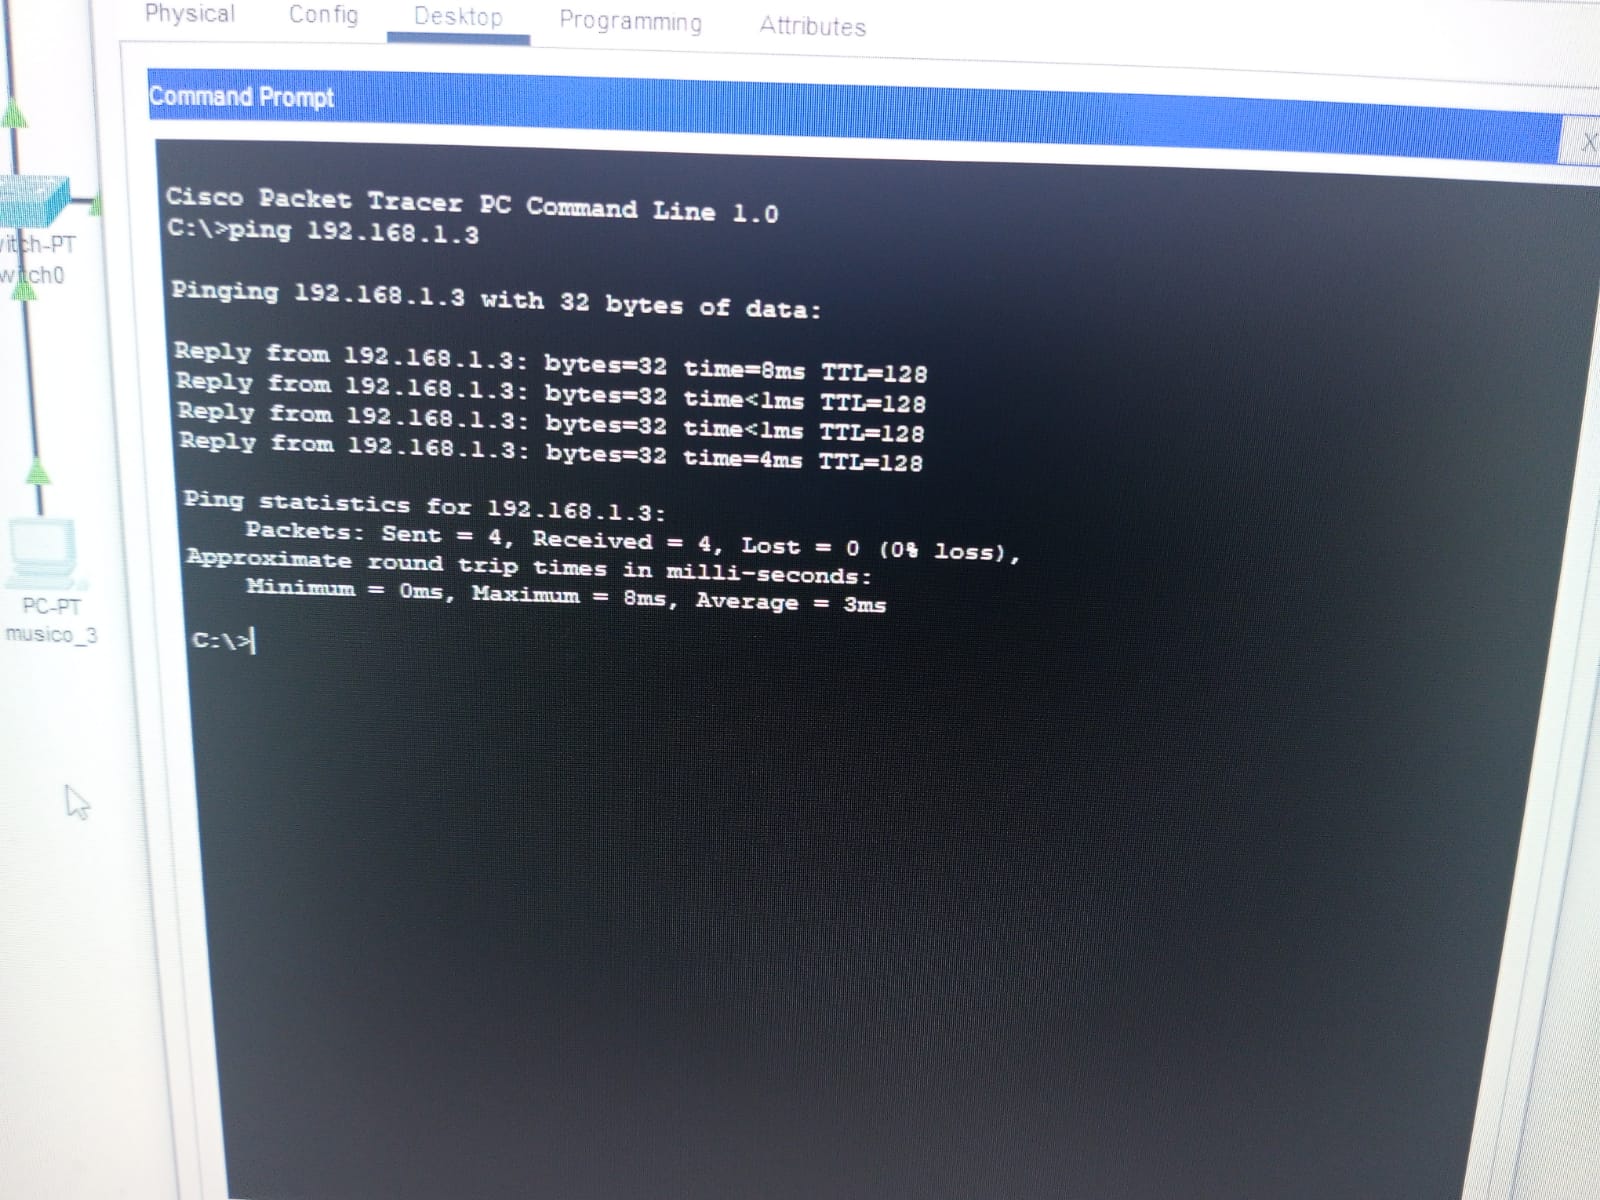 Physical Config Desktop Programming Attributes
Command Prompt
X
Cisco Packet Tracer PC Command Line 1.0
C:\>ping 192.168.1.3
Pinging 192.168.1.3 with 32 bytes of data:
Reply from 192.168.1.3: bytes=32 time=8ms TTL=128
Reply from 192.168.1.3: bytes=32 time<1ms TTL=128
Reply from 192.168.1.3: bytes=32 time<1ms TTL=128
Reply from 192.168.1.3: bytes=32 time=4ms TTL=128
Ping statistics for 192.168.1.3:
Packets: Sent = 4, Received = 4, Lost = 0 (0% loss),
Approximate round trip times in milli-seconds:
Minimum = 0ms, Maximum = 8ms, Average = 3ms
C:\>
itch-PT
witch0
PC-PT
musico_3